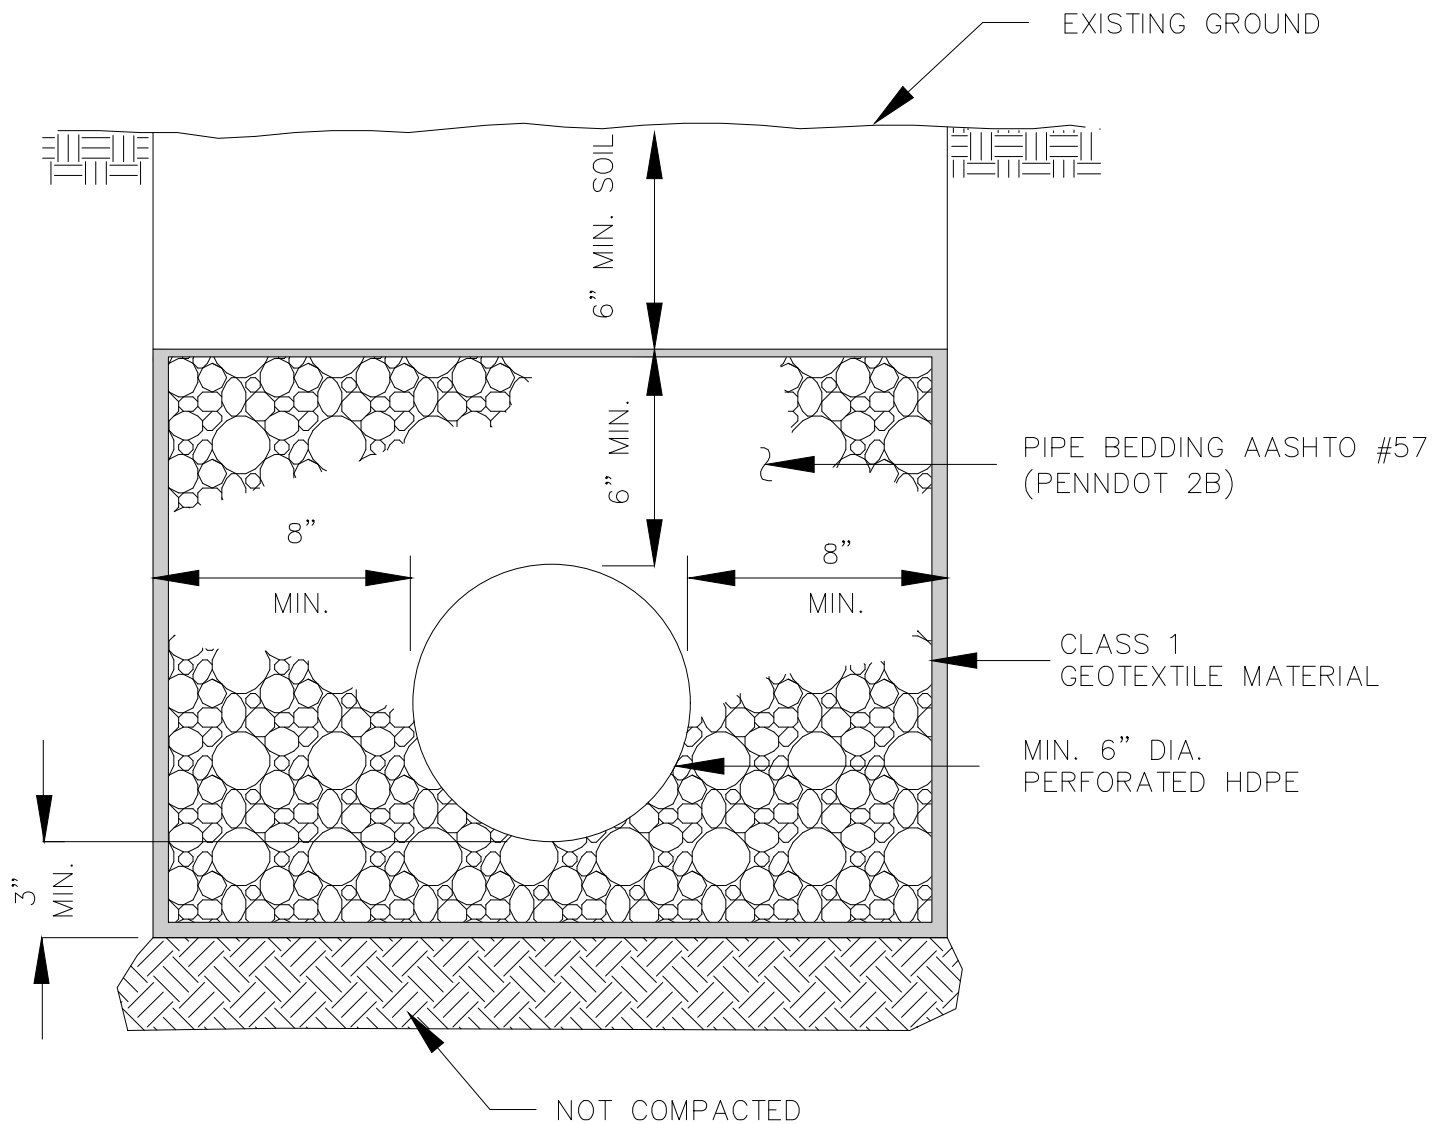 EXISTING GROUND
6” MIN. SOIL
6” MIN.
PIPE BEDDING AASHTO #57
(PENNDOT 2B)
8”
MIN.
8”
MIN.
CLASS 1
GEOTEXTILE MATERIAL
MIN. 6” DIA.
PERFORATED HDPE
3”
MIN.
NOT COMPACTED